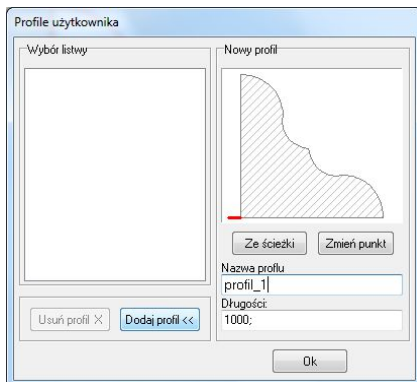 Profile użytkownika
Wybór listwy
Nowy profil
Ze ścieżki
Zmień punkt
Nazwa proflu
profil_1
Długości:
1000;
Usuń profil X
Dodaj profil <<
Ok